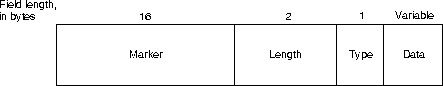 Field length,
in bytes 16 2 1 Variable
Marker Length Type Data